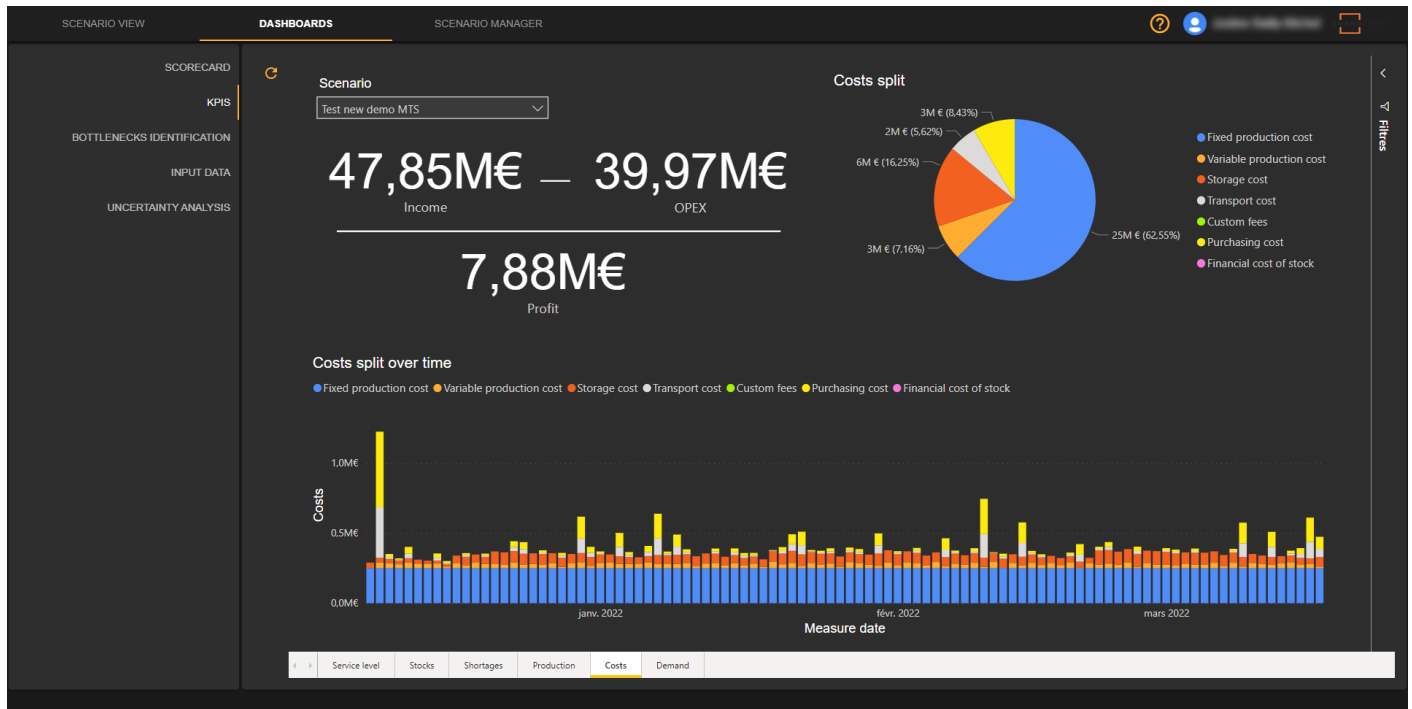 SCENARIO VIEW
DASHBOARDS
SCENARIO MANAGER
?
SCORECARD
KPIS
BOTTLENECKS IDENTIFICATION
INPUT DATA
UNCERTAINTY ANALYSIS
Scenario
Test new demo MTS
47,85M€ — 39,97M€
Income
OPEX
7,88M€
Profit
Costs split
3M € (8,43%)
2M € (5,62%)
6M € (16,25%)
3M € (7,16%)
25M € (62,55%)
Fixed production cost
Variable production cost
Storage cost
Transport cost
Custom fees
Purchasing cost
Financial cost of stock
Filtres
Costs split over time
Fixed production cost Variable production cost Storage cost Transport cost Custom fees Purchasing cost Financial cost of stock
Costs
1,0M€
0,5M€
0,0M€
janv. 2022
févr. 2022
mars 2022
Measure date
Service level
Stocks
Shortages
Production
Costs
Demand